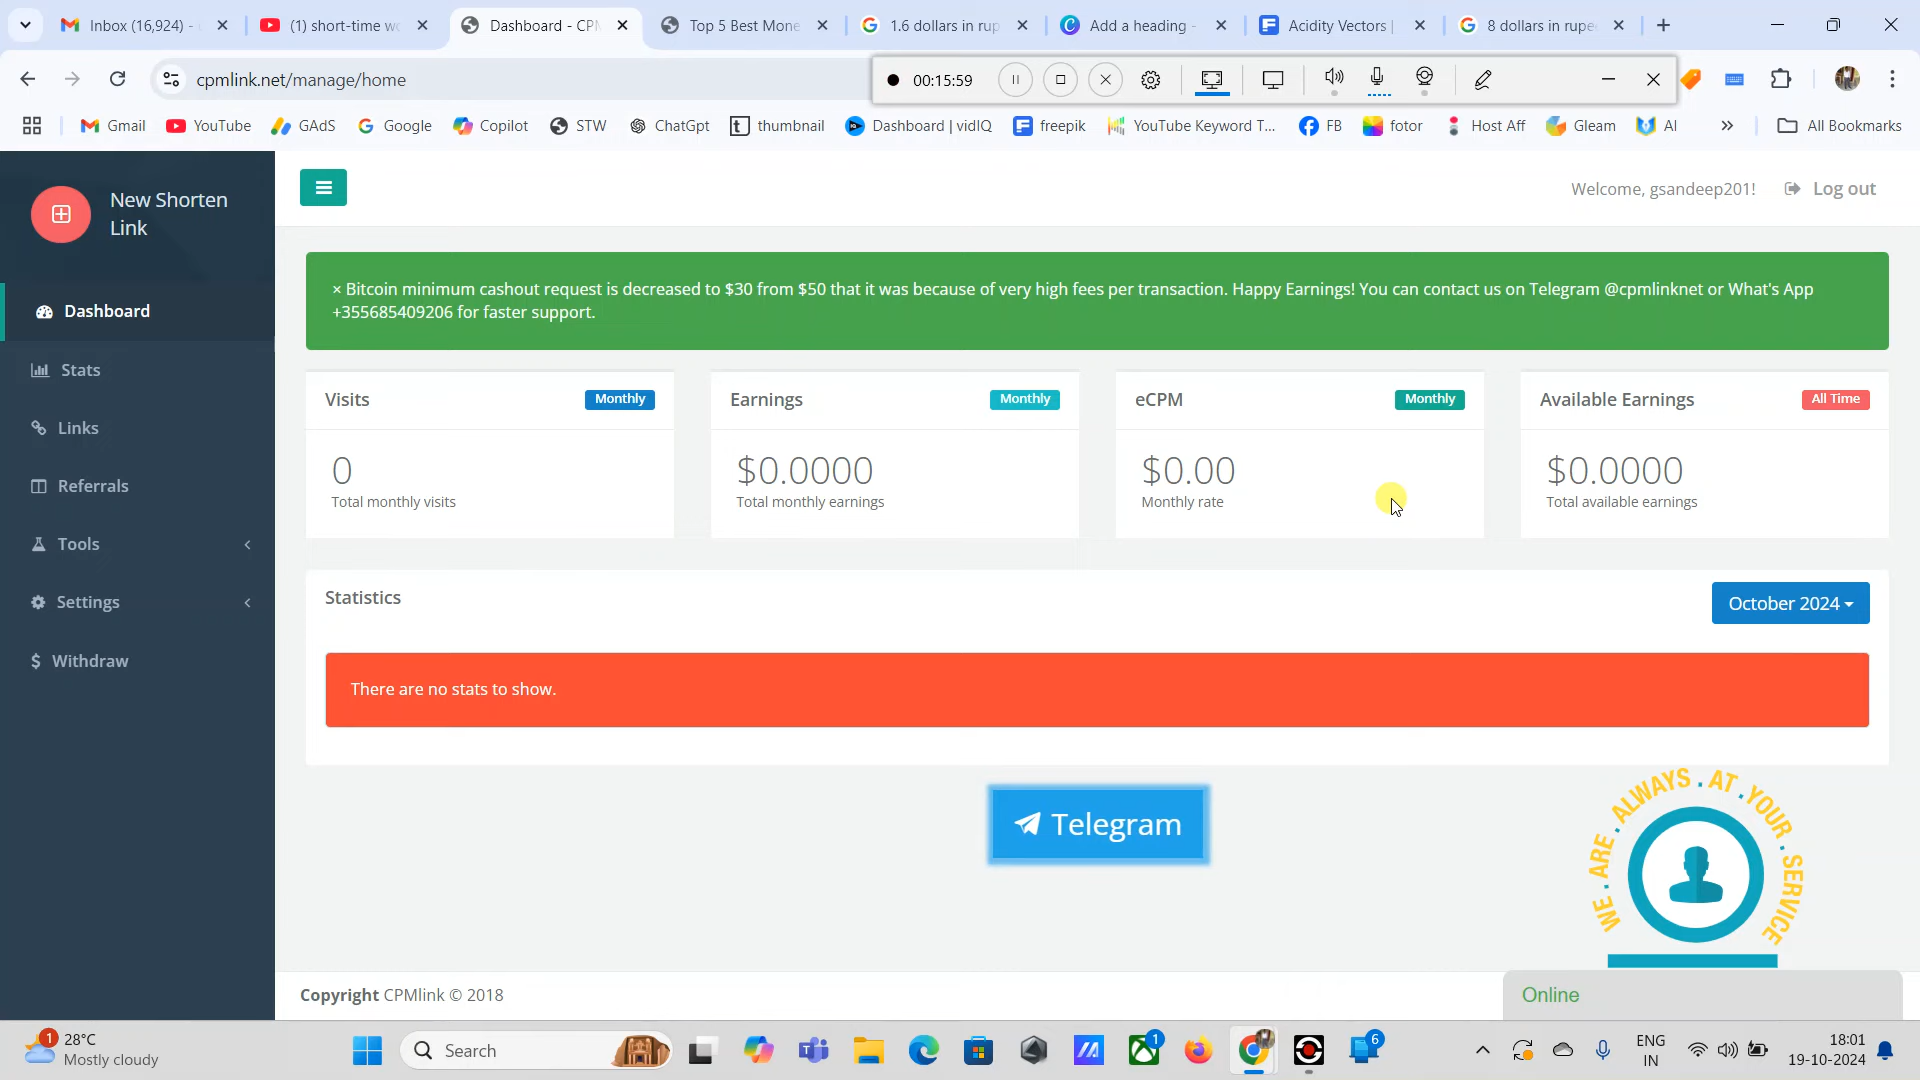 Inbox (16,924) -
(1) short-time wo
Dashboard - CPM
Top 5 Best Mone
1.6 dollars in rup
Add a heading -
Acidity Vectors |
8 dollars in rupe
cpmlink.net/manage/home
00:15:59
Gmail
YouTube
GAdS
Google
Copilot
STW
ChatGpt
thumbnail
Dashboard | vidIQ
freepik
YouTube Keyword T...
FB
fotor
Host Aff
Gleam
AI
All Bookmarks
New Shorten
Link
Welcome, gsandeep201!
Log out
× Bitcoin minimum cashout request is decreased to $30 from $50 that it was because of very high fees per transaction. Happy Earnings! You can contact us on Telegram @cpmlinknet or What's App
+355685409206 for faster support.
Dashboard
Stats
Links
Referrals
Tools
Settings
Withdraw
Visits
Monthly
0
Total monthly visits
Earnings
Monthly
$0.0000
Total monthly earnings
eCPM
Monthly
$0.00
Monthly rate
Available Earnings
All Time
$0.0000
Total available earnings
Statistics
October 2024
There are no stats to show.
Telegram
WE . ARE . ALWAYS . AT . YOUR . SERVICE
Copyright CPMlink © 2018
Online
1
28°C
Mostly cloudy
Search
1
6
ENG
IN
18:01
19-10-2024